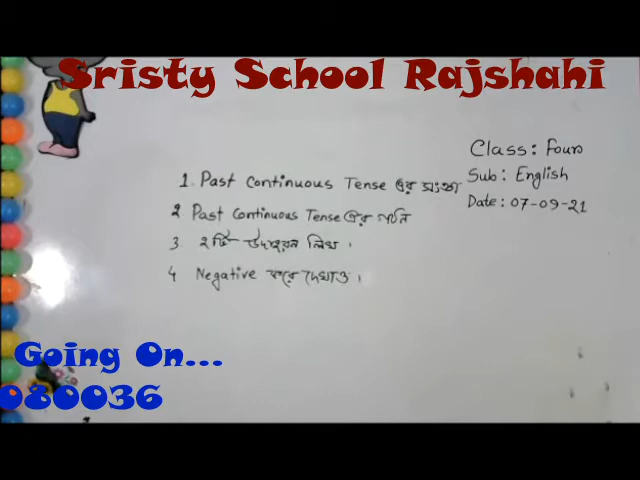 Sristy School Rajshahi
Class: Four
Sub: English
Date: 07-09-21
1. Past Continuous Tense এর সংজ্ঞা
2 Past Continuous Tense এর গঠন
3 ২টি উদাহরন লিখ।
4 Negative করে দেখাও।
Going On...
080036